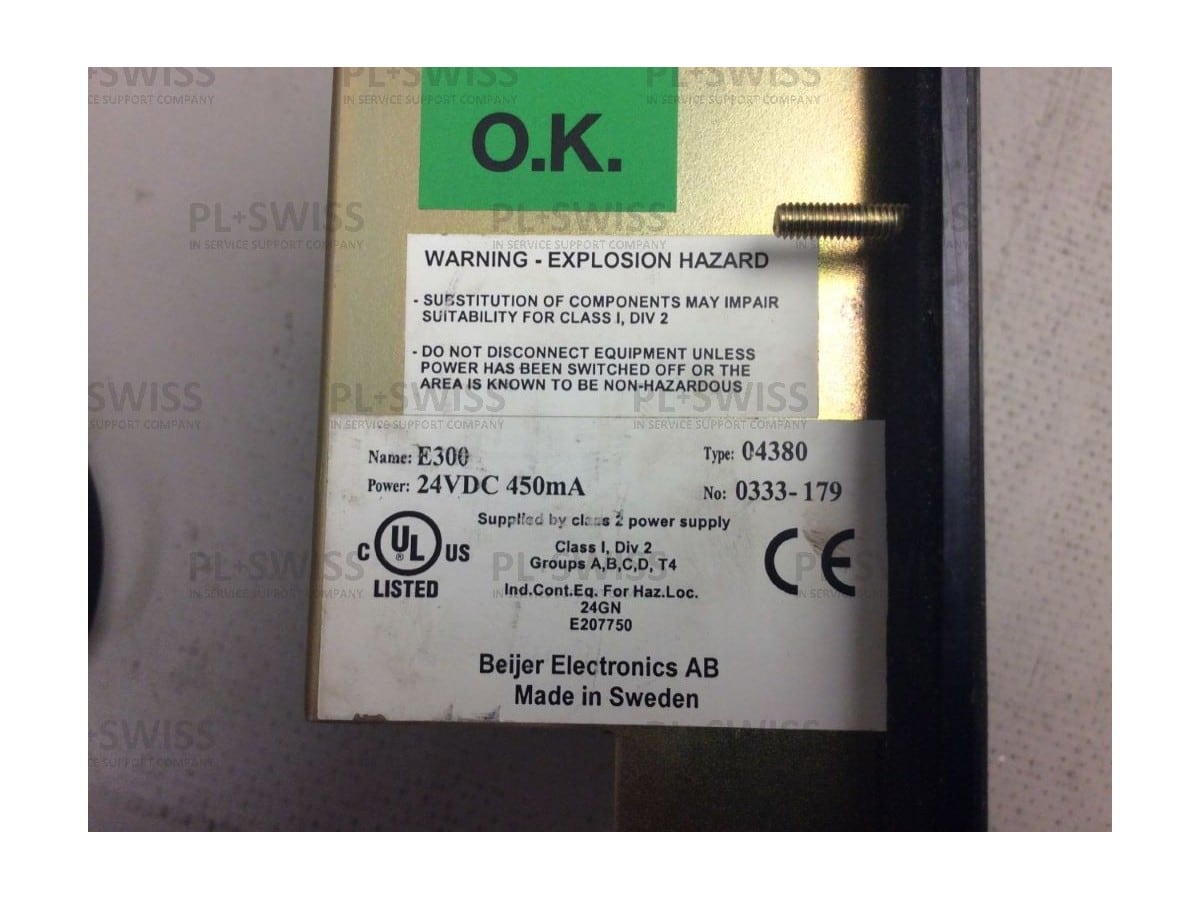 PL+SWISS
IN SERVICE SUPPORT COMPANY
O.K.
WARNING - EXPLOSION HAZARD
- SUBSTITUTION OF COMPONENTS MAY IMPAIR
SUITABILITY FOR CLASS I, DIV 2
- DO NOT DISCONNECT EQUIPMENT UNLESS
POWER HAS BEEN SWITCHED OFF OR THE
AREA IS KNOWN TO BE NON-HAZARDOUS
Name: E300 Type: 04380
Power: 24VDC 450mA No: 0333-179
Supplied by class 2 power supply
C UL ® US
LISTED
Class I, Div 2
Groups A,B,C,D, T4
CE
Ind.Cont.Eq. For Haz.Loc.
24GN
E207750
Beijer Electronics AB
Made in Sweden